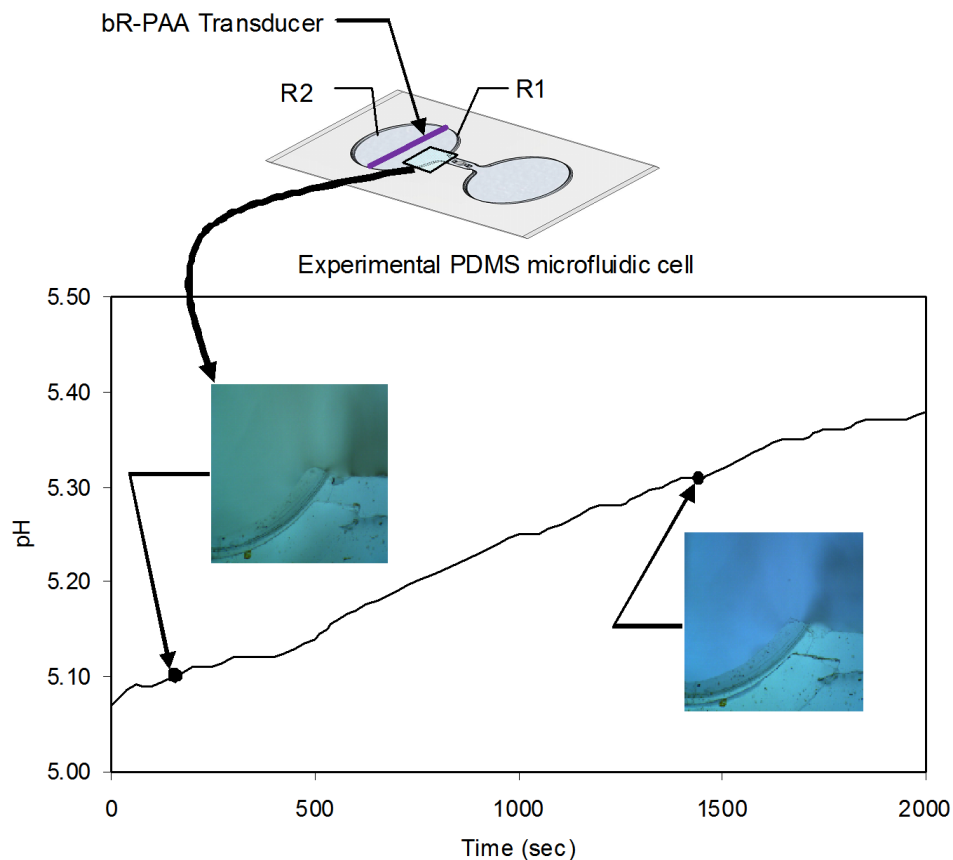 bR-PAA Transducer
R2
R1
Experimental PDMS microfluidic cell
5.50
5.40
5.30
5.20
5.10
5.00
pH
0
500
1000
1500
2000
Time (sec)